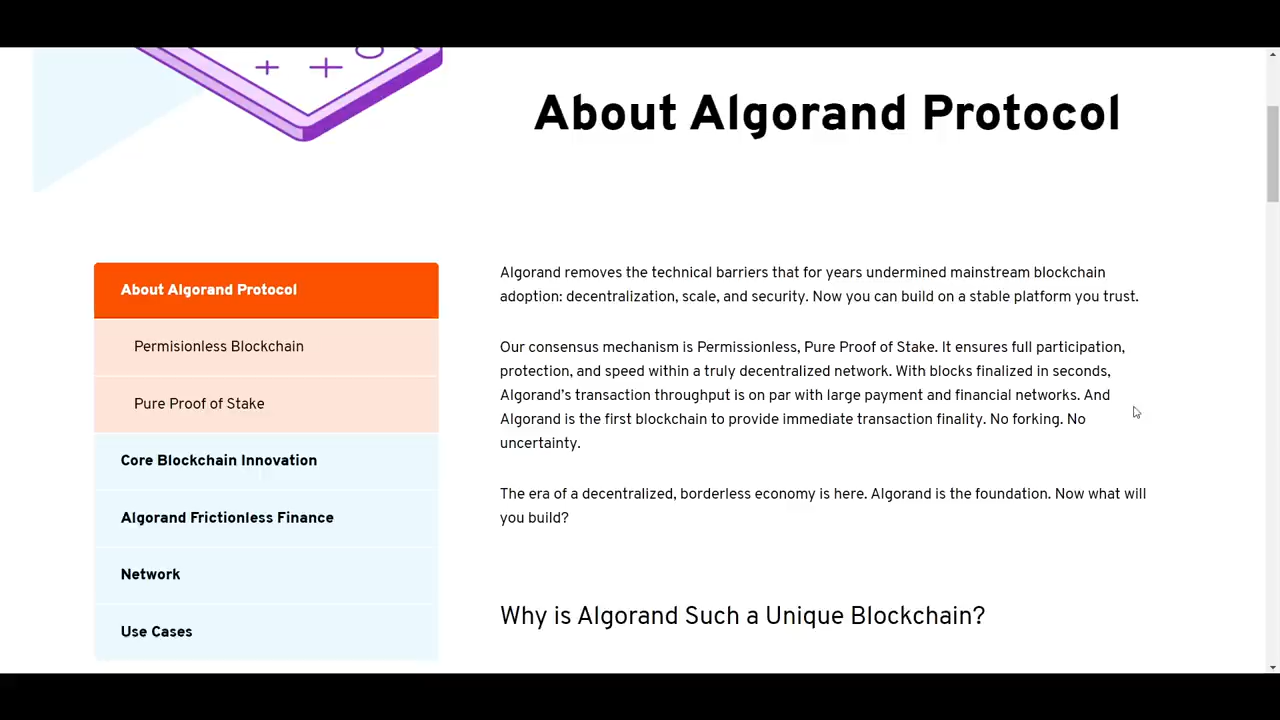 About Algorand Protocol
About Algorand Protocol
Permisionless Blockchain
Pure Proof of Stake
Core Blockchain Innovation
Algorand Frictionless Finance
Network
Use Cases
Algorand removes the technical barriers that for years undermined mainstream blockchain
adoption: decentralization, scale, and security. Now you can build on a stable platform you trust.
Our consensus mechanism is Permissionless, Pure Proof of Stake. It ensures full participation,
protection, and speed within a truly decentralized network. With blocks finalized in seconds,
Algorand’s transaction throughput is on par with large payment and financial networks. And
Algorand is the first blockchain to provide immediate transaction finality. No forking. No
uncertainty.
The era of a decentralized, borderless economy is here. Algorand is the foundation. Now what will
you build?
Why is Algorand Such a Unique Blockchain?